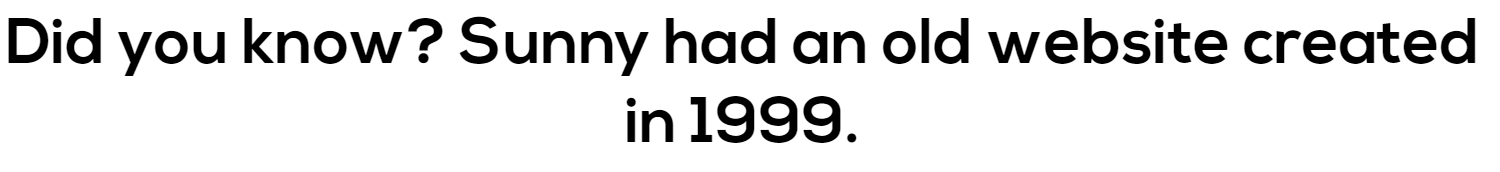 Did you know? Sunny had an old website created
in 1999.